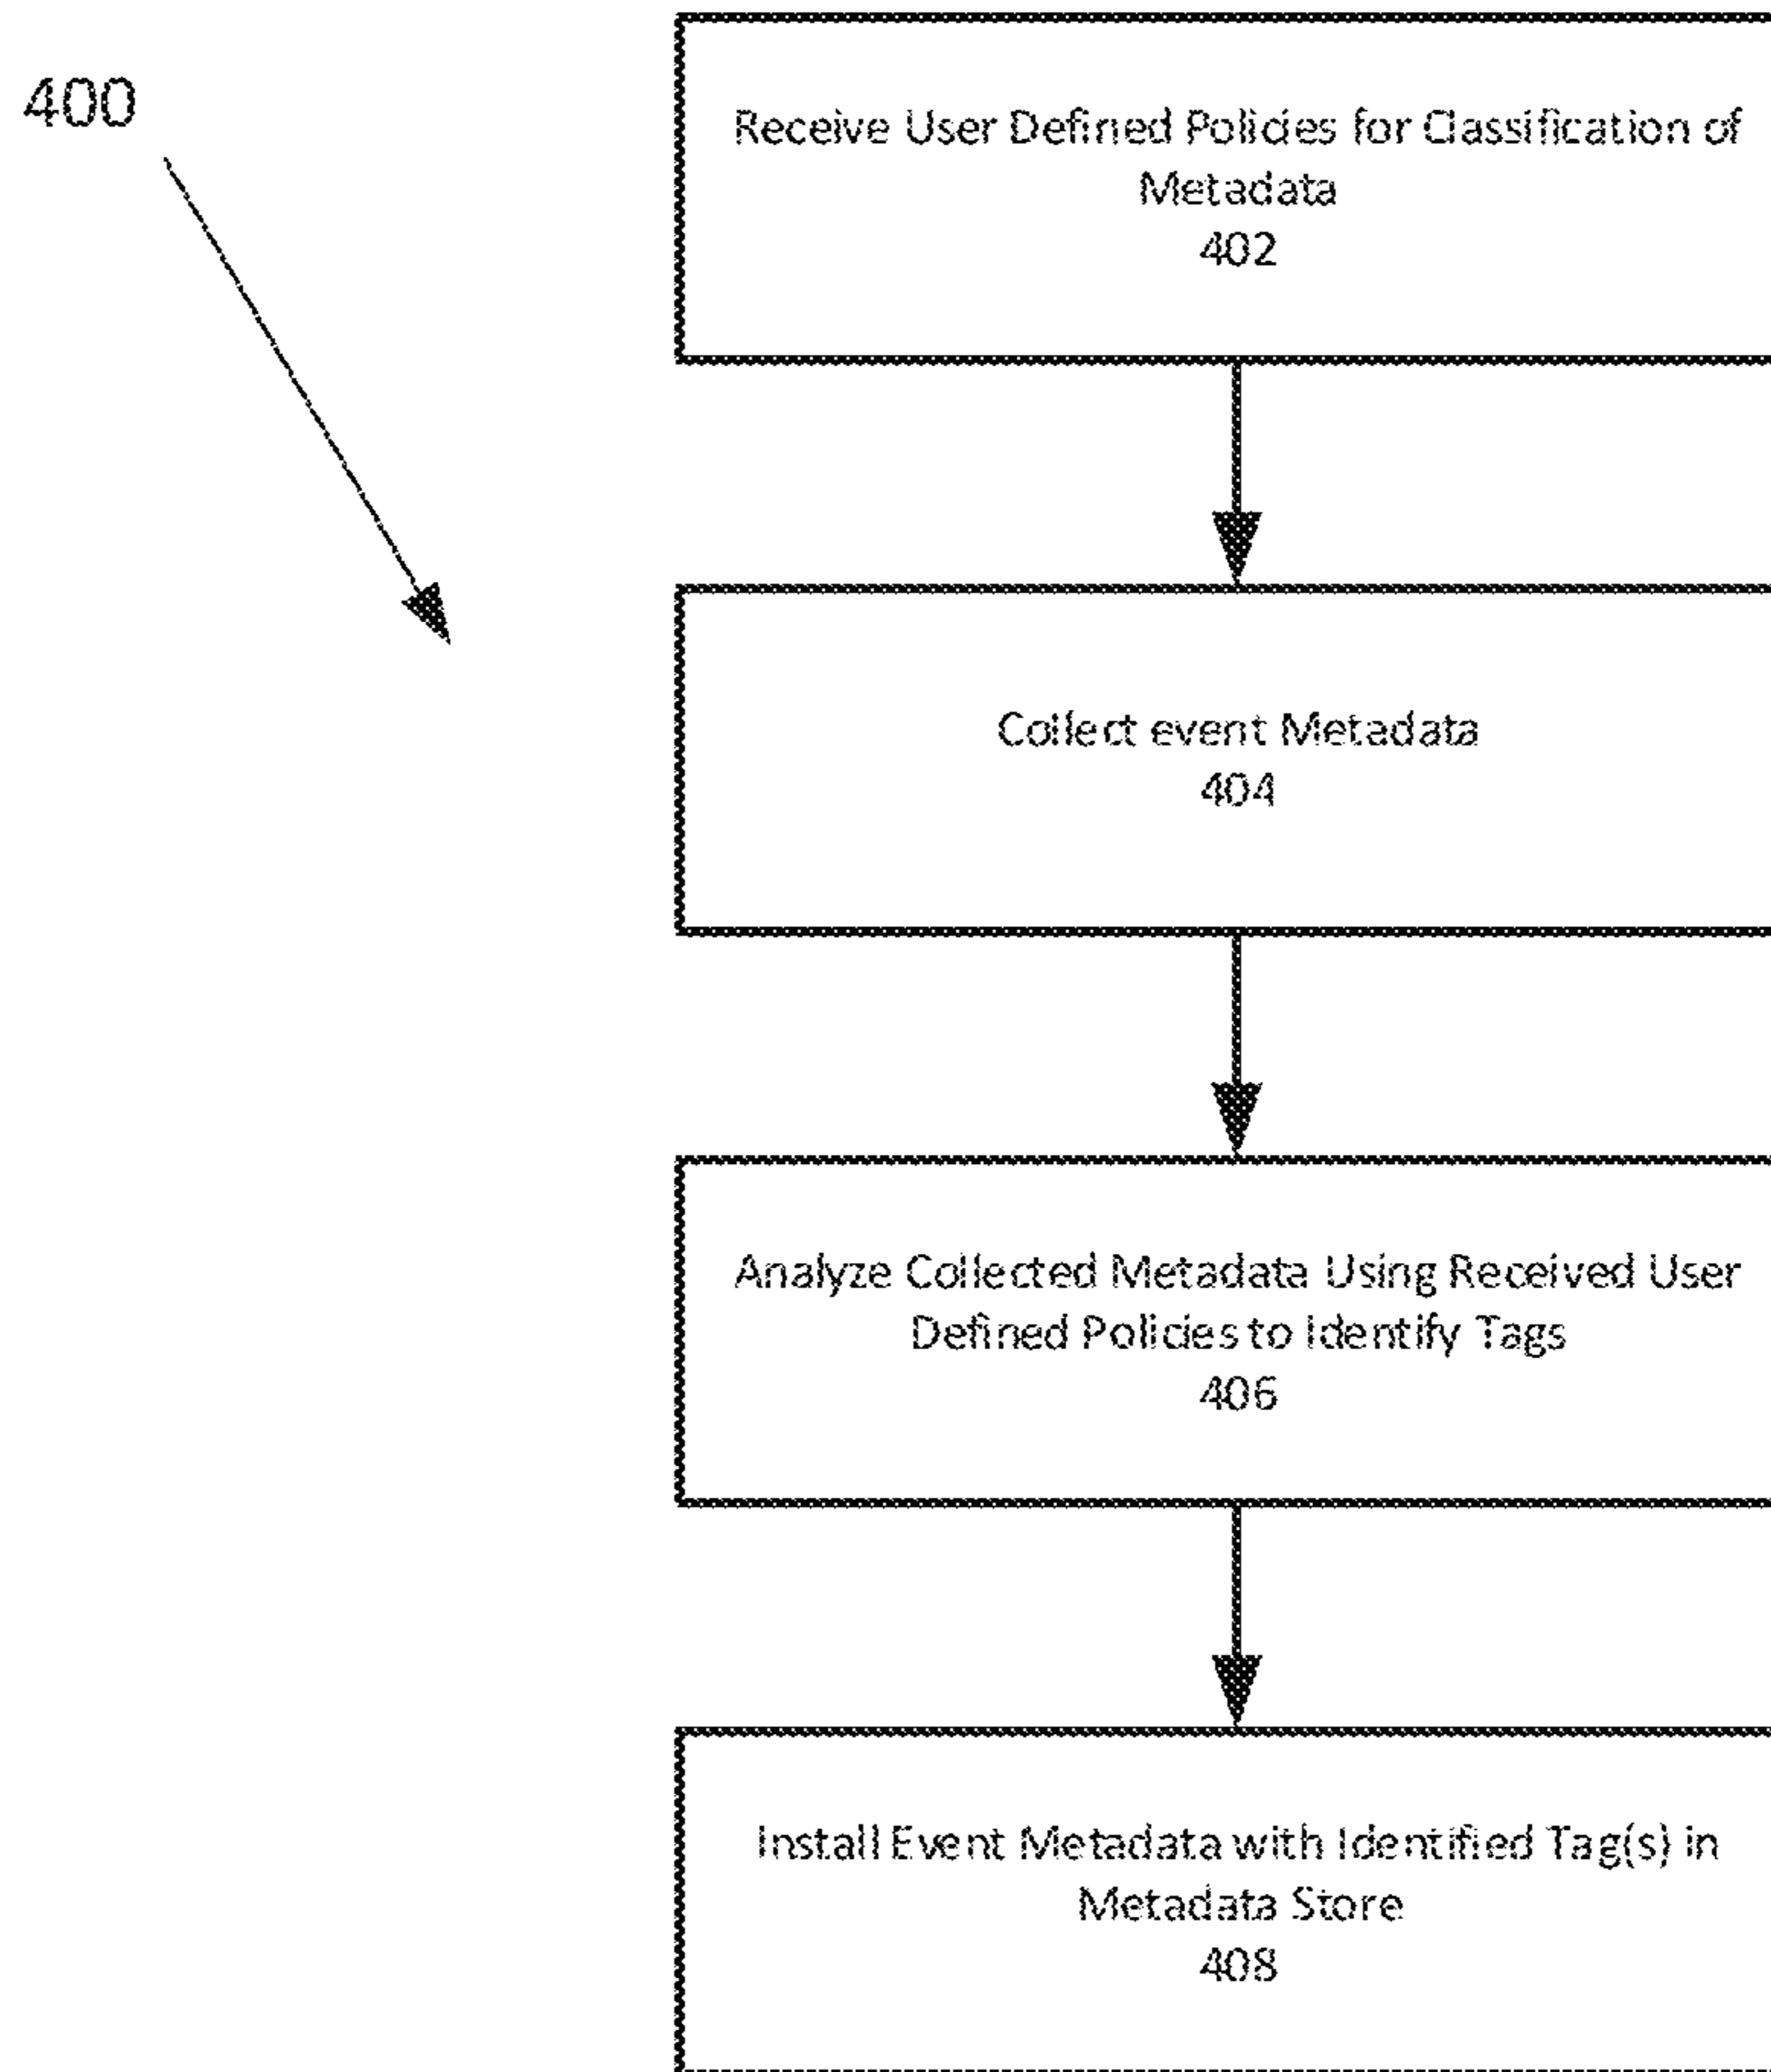 400
Receive User Defined Policies for Classification of
Metadata
402
Collect event Metadata
404
Analyze Collected Metadata Using Received User
Defined Policies to Identify Tags
406
Install Event Metadata with Identified Tag(s) in
Metadata Store
408